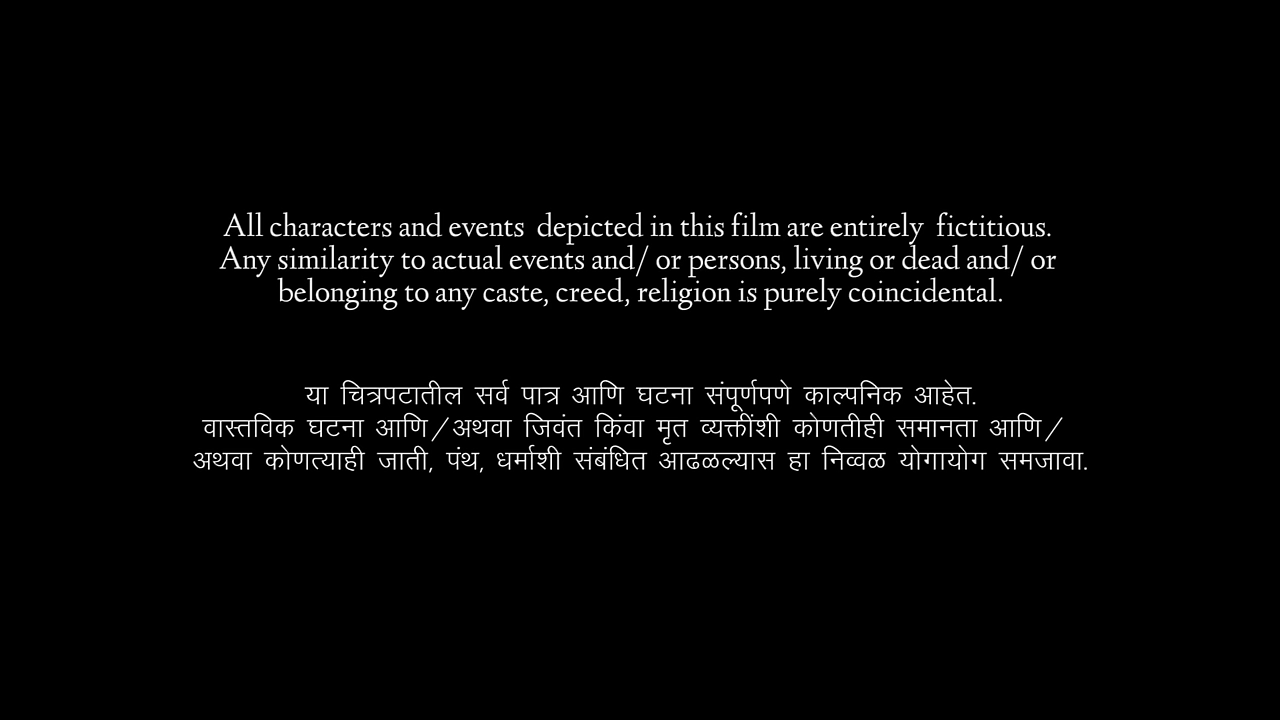 All characters and events  depicted in this film are entirely  fictitious.
Any similarity to actual events and/ or persons, living or dead and/ or
belonging to any caste, creed, religion is purely coincidental.
या चित्रपटातील सर्व पात्र आणि घटना संपूर्णपणे काल्पनिक आहेत.
वास्तविक घटना आणि/अथवा जिवंत किंवा मृत व्यक्तींशी कोणतीही समानता आणि/
अथवा कोणत्याही जाती, पंथ, धर्माशी संबंधित आढळल्यास हा निव्वळ योगायोग समजावा.